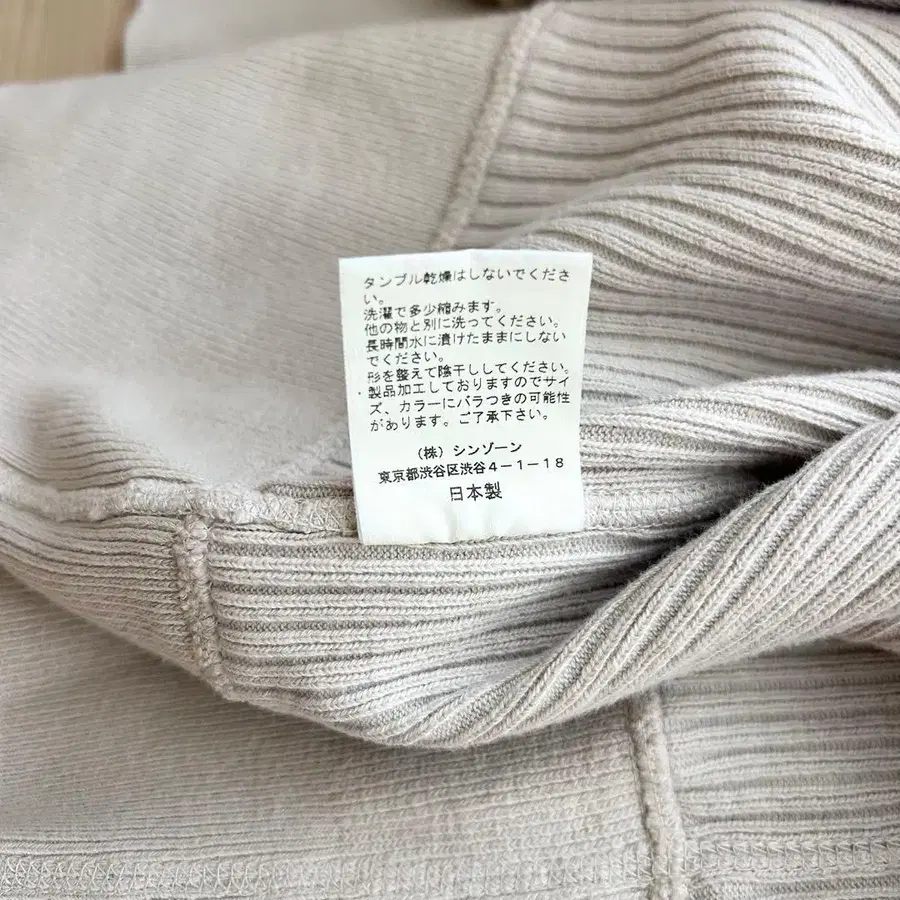 タンブル乾燥はしないでくださ
い。
洗濯で多少縮みます。
他の物と別に洗ってください。
長時間水に漬けたままにしない
でください。
形を整えて陰干ししてください。
・製品加工しておりますのでサイ
ズ、カラーにバラつきの可能性
があります。ご了承下さい。
（株）シンゾーン
東京都渋谷区渋谷４－１－１８
日本製